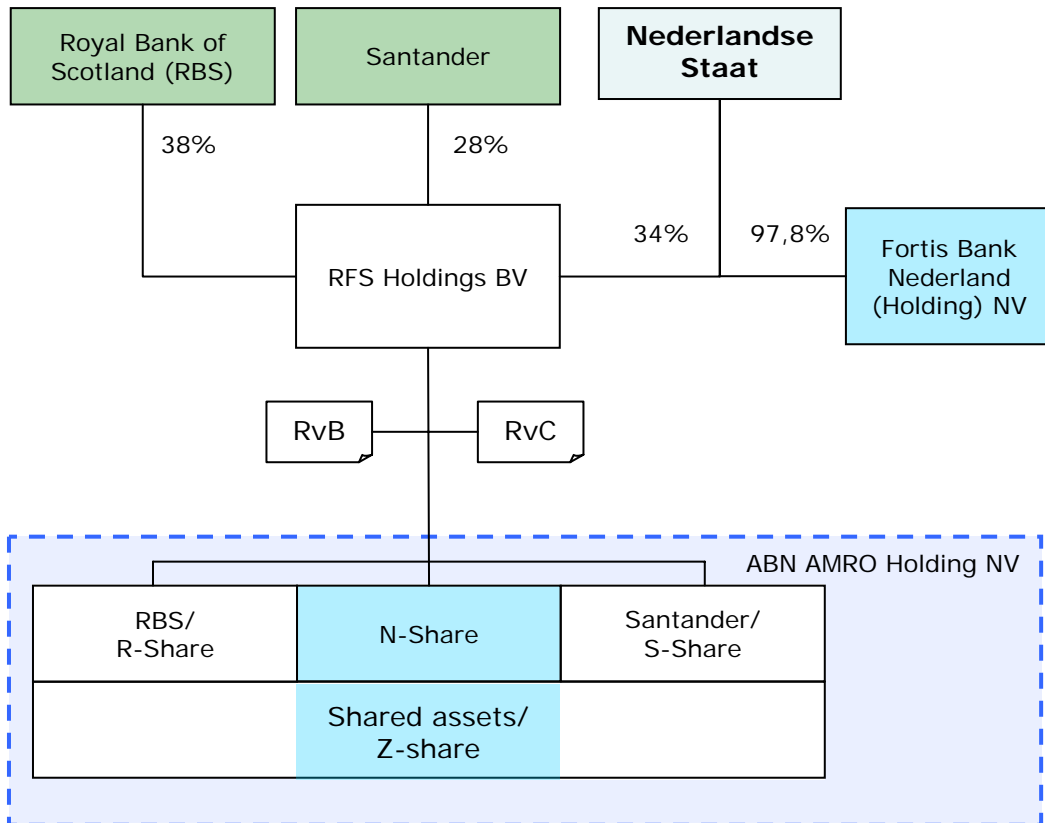 Royal Bank of
Scotland (RBS)
Santander
Nederlandse
Staat
38%
28%
34%
97,8%
RFS Holdings BV
Fortis Bank
Nederland
(Holding) NV
RvB
RvC
ABN AMRO Holding NV
RBS/
R-Share
N-Share
Santander/
S-Share
Shared assets/
Z-share